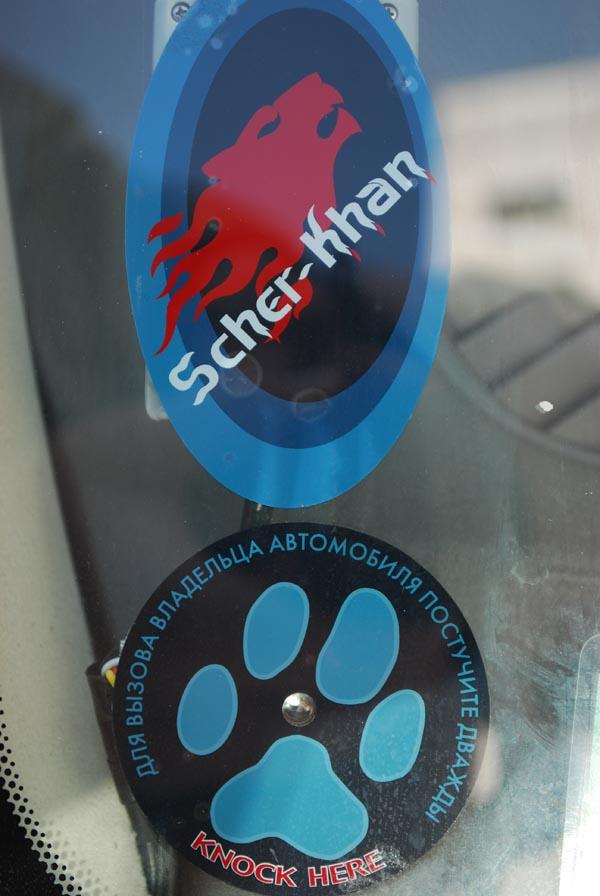 Scher-Khan
ДЛЯ ВЫЗОВА ВЛАДЕЛЬЦА АВТОМОБИЛЯ ПОСТУЧИТЕ ДВАЖДЫ
KNOCK HERE